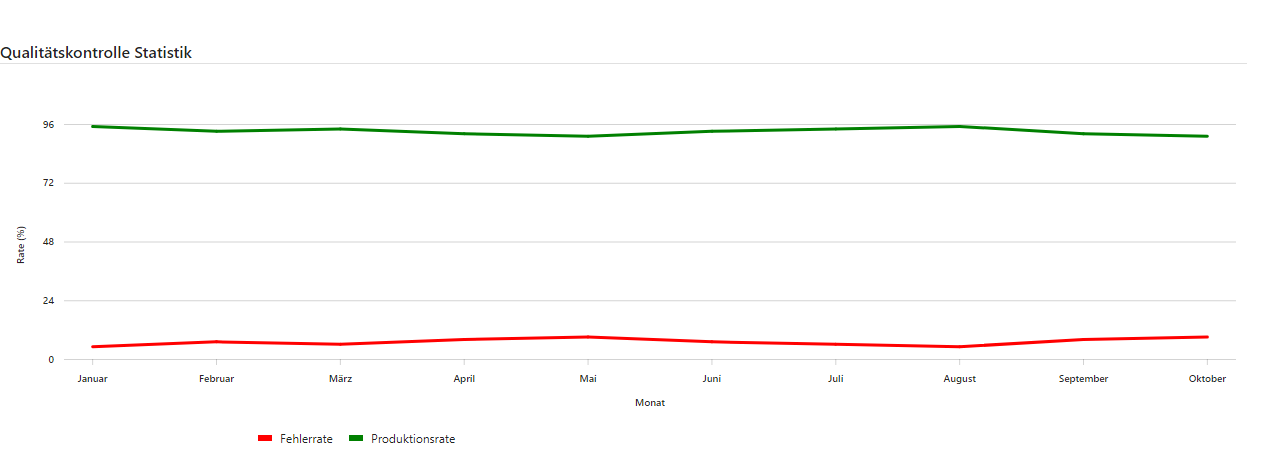 Qualitätskontrolle Statistik
96
72
48
24
0
Rate (%)
Januar Februar März April Mai Juni Juli August September Oktober
Monat
Fehlerrate Produktionsrate